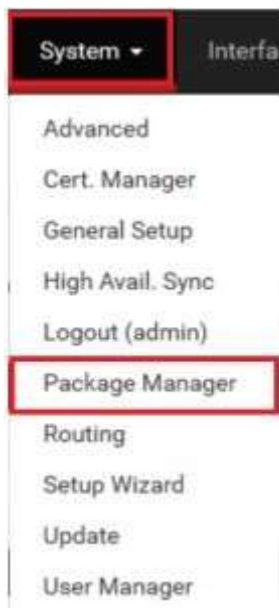 System Interfa
Advanced
Cert. Manager
General Setup
High Avail. Sync
Logout (admin)
Package Manager
Routing
Setup Wizard
Update
User Manager